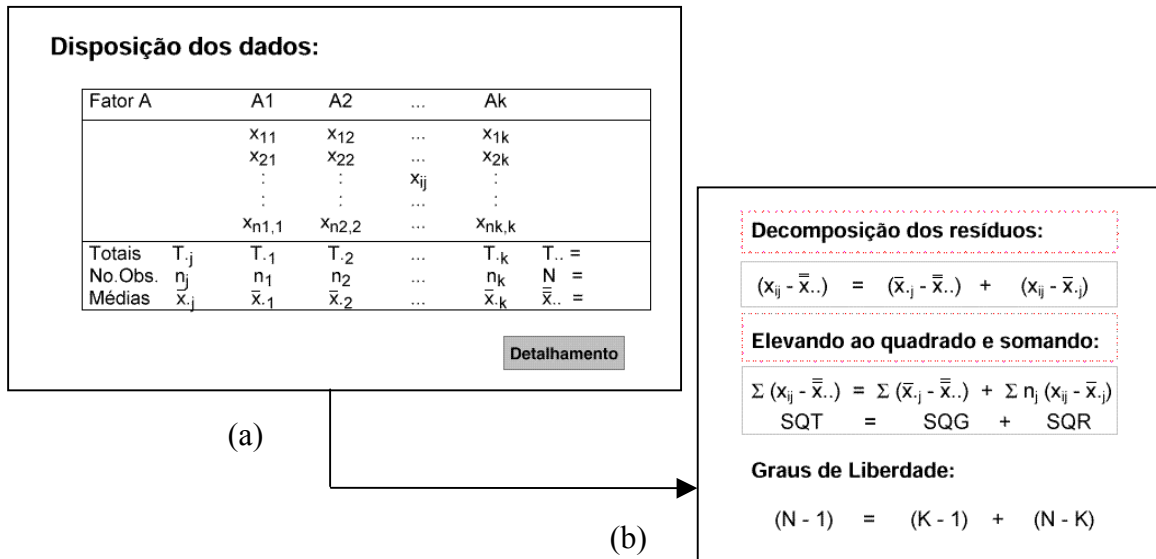 Disposição dos dados:
Fator A A1 A2 ... Ak
x11 x12 ... x1k
x21 x22 ... x2k
: : xij :
: : ... :
xn1,1 xn2,2 ... xnk,k
Totais T.j T.1 T.2 T.k T.. =
No.Obs. nj n1 n2 ... nk N =
Médias x̄.j x̄.1 x̄.2 ... x̄.k x̿.. =
Detalhamento
(a)
Decomposição dos resíduos:
(xij - x̿..) = (x̄.j - x̿..) + (xij - x̄.j)
Elevando ao quadrado e somando:
Σ (xij - x̿..) = Σ (x̄.j - x̿..) + Σ nj (xij - x̄.j)
SQT = SQG + SQR
Graus de Liberdade:
(N - 1) = (K - 1) + (N - K)
(b)